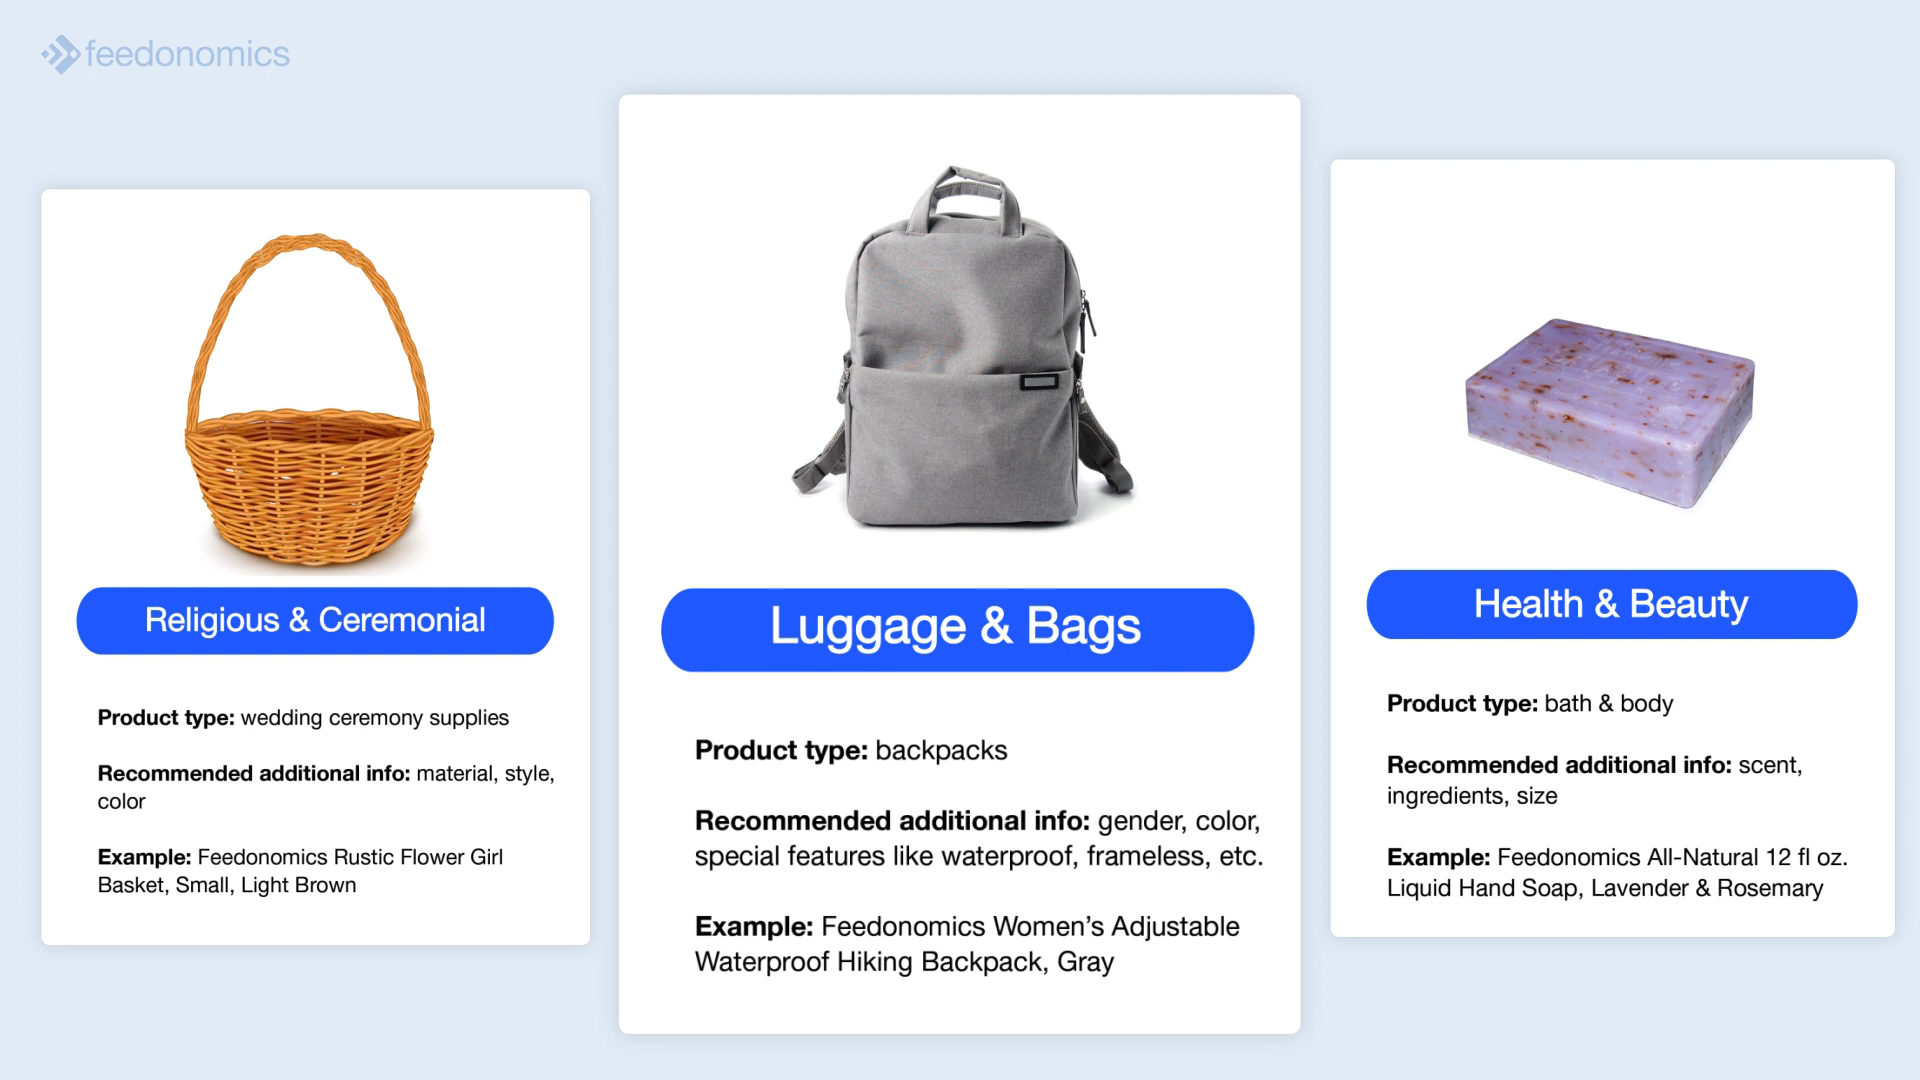 feedonomics
Religious & Ceremonial
Product type: wedding ceremony supplies
Recommended additional info: material, style,
color
Example: Feedonomics Rustic Flower Girl
Basket, Small, Light Brown
Luggage & Bags
Product type: backpacks
Recommended additional info: gender, color,
special features like waterproof, frameless, etc.
Example: Feedonomics Women’s Adjustable
Waterproof Hiking Backpack, Gray
Health & Beauty
Product type: bath & body
Recommended additional info: scent,
ingredients, size
Example: Feedonomics All-Natural 12 fl oz.
Liquid Hand Soap, Lavender & Rosemary